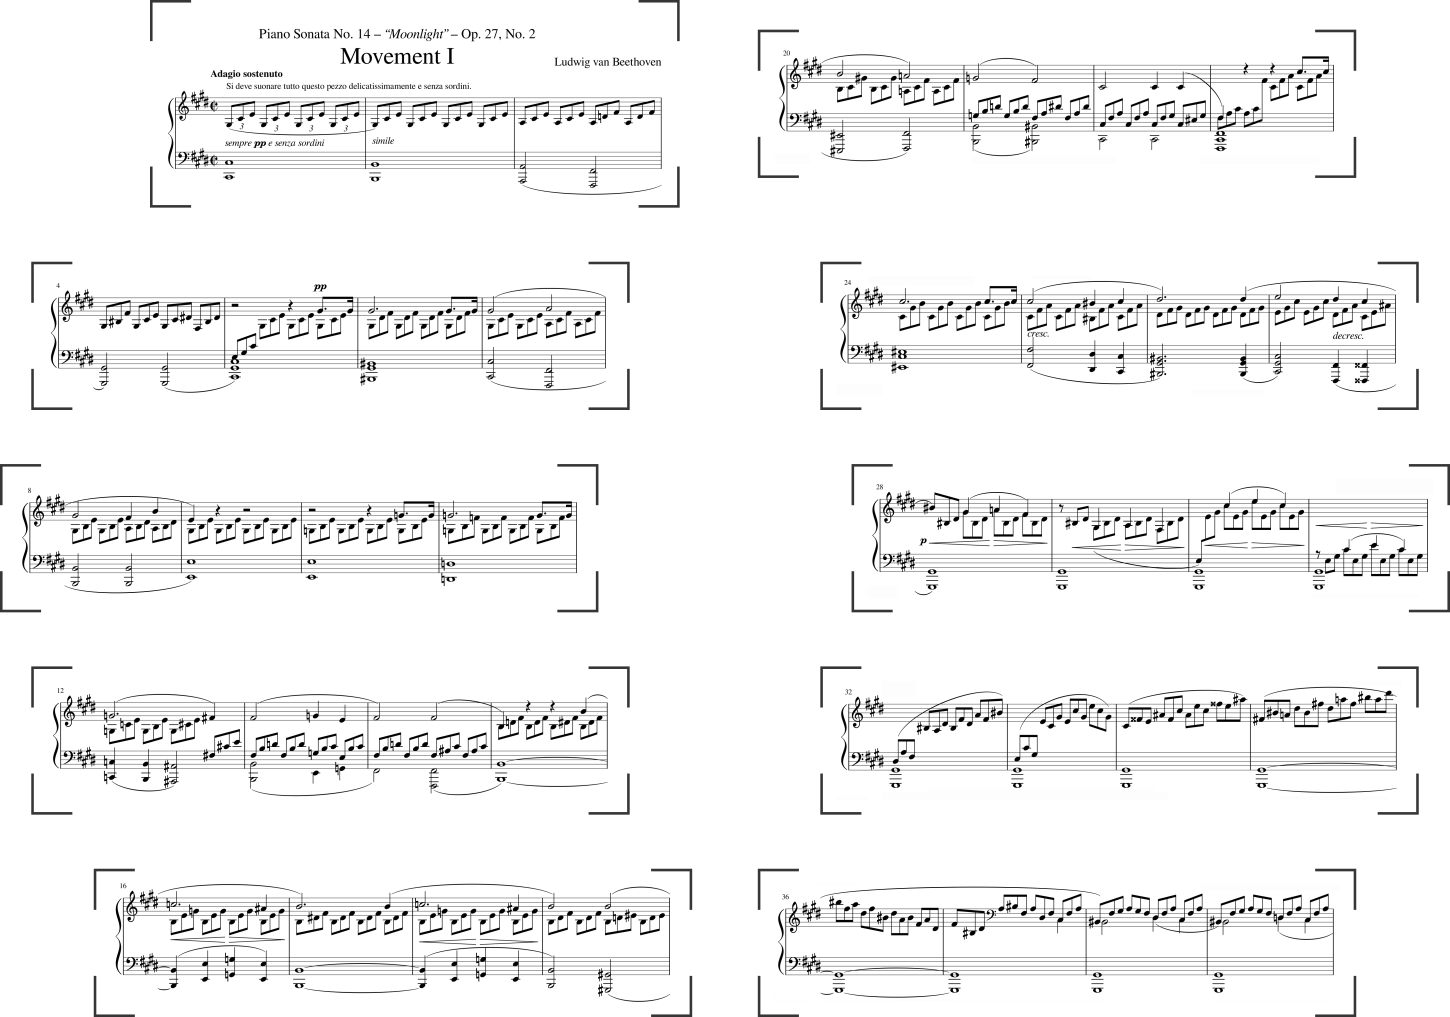 Piano Sonata No. 14 – “Moonlight” – Op. 27, No. 2
Movement I
Ludwig van Beethoven
Adagio sostenuto
Si deve suonare tutto questo pezzo delicatissimamente e senza sordini.
3 3 3 3
sempre pp e senza sordini
simile
4
pp
8
12
16
20
24
cresc.
decresc.
28
p
32
36